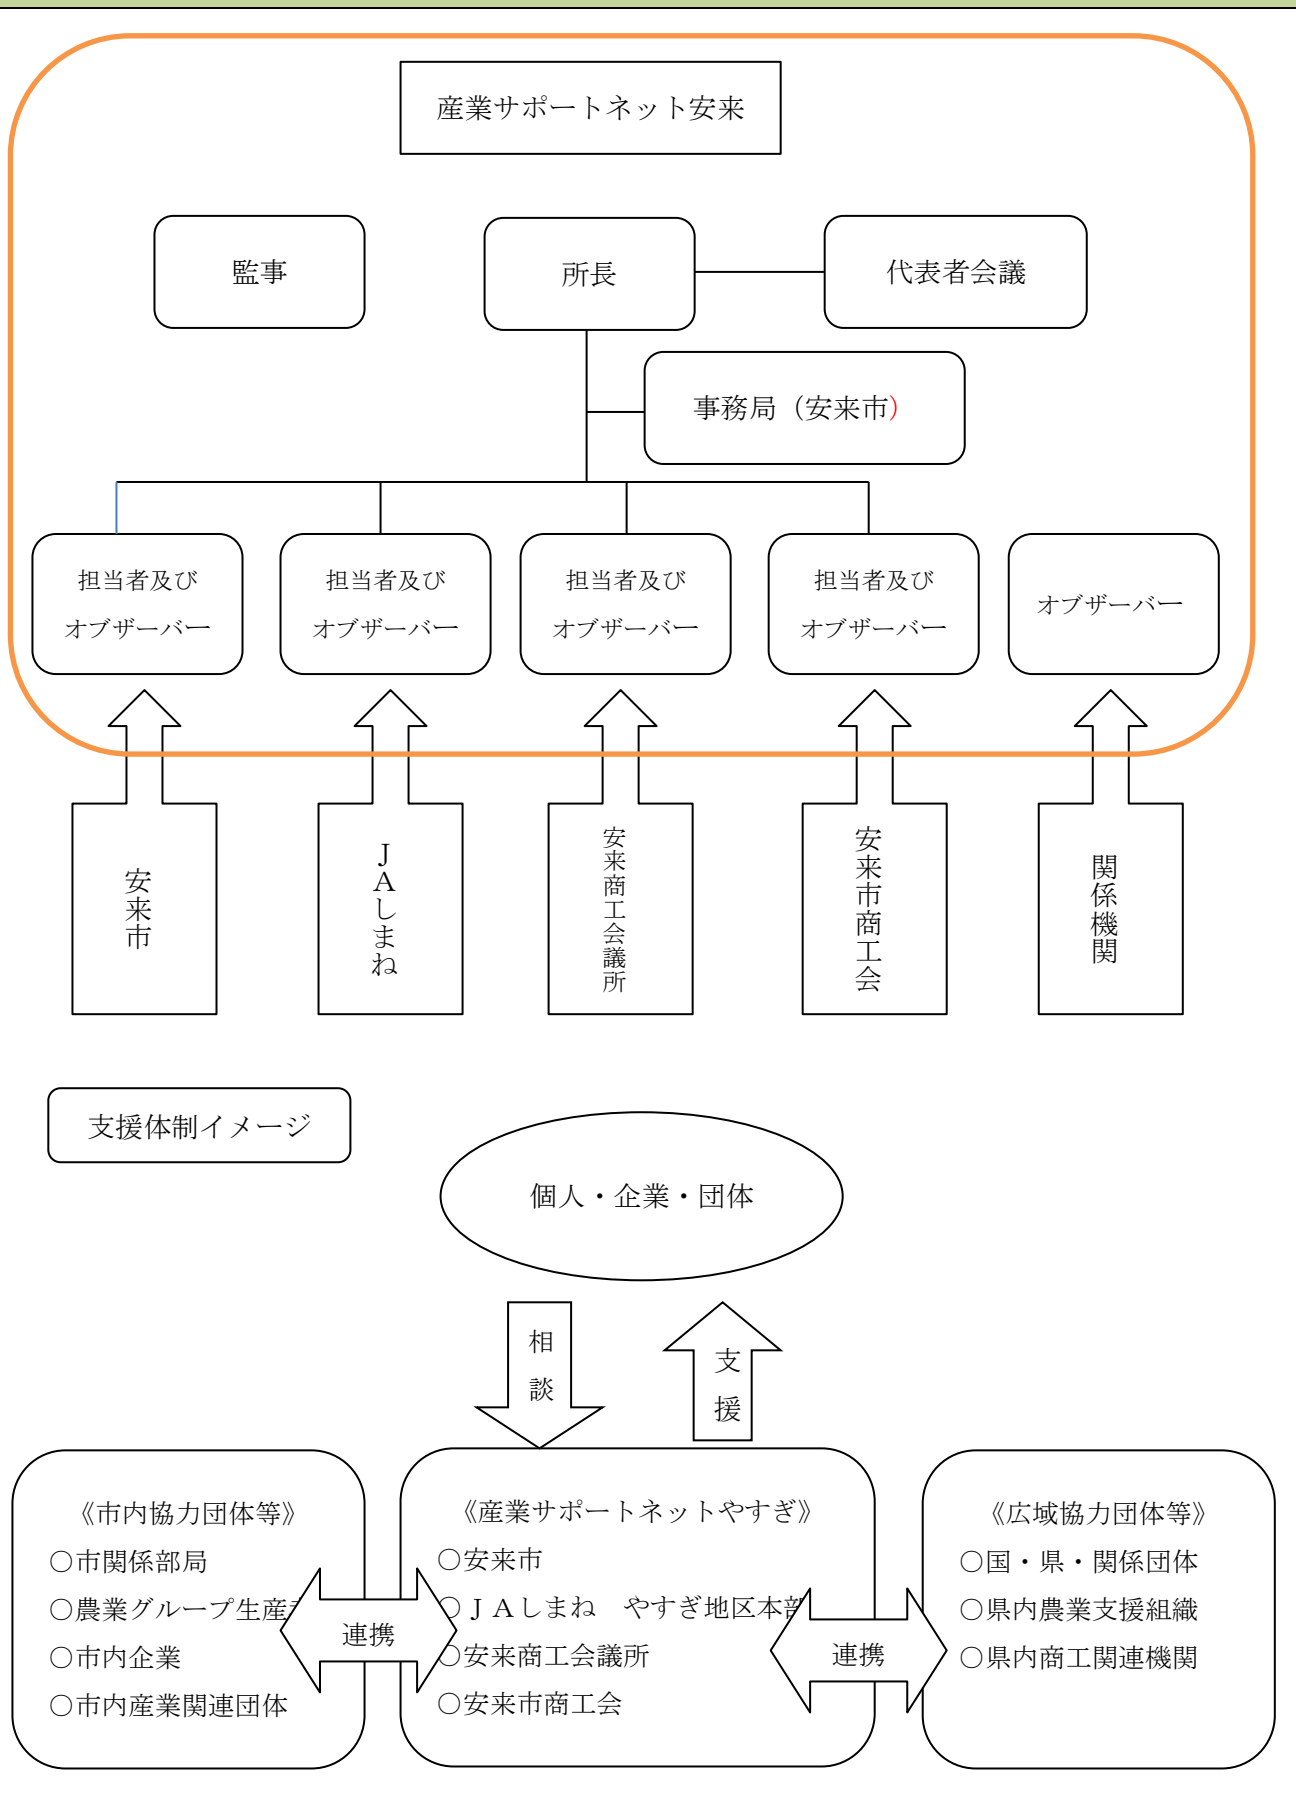 産業サポートネット安来
監事
所長
代表者会議
事務局（安来市）
担当者及び
オブザーバー
担当者及び
オブザーバー
担当者及び
オブザーバー
担当者及び
オブザーバー
オブザーバー
安来市
ＪＡしまね
安来商工会議所
安来市商工会
関係機関
支援体制イメージ
個人・企業・団体
相談
支援
《市内協力団体等》
○市関係部局
○農業グループ生産
○市内企業
○市内産業関連団体
連携
《産業サポートネットやすぎ》
○安来市
○ＪＡしまね　やすぎ地区本部
○安来商工会議所
○安来市商工会
連携
《広域協力団体等》
○国・県・関係団体
○県内農業支援組織
○県内商工関連機関